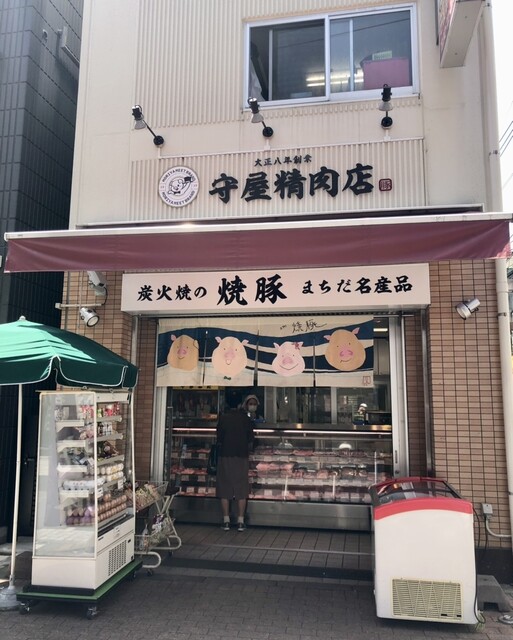 大正八年創業
守屋精肉店
炭火焼の 焼豚 まちだ名産品
焼豚